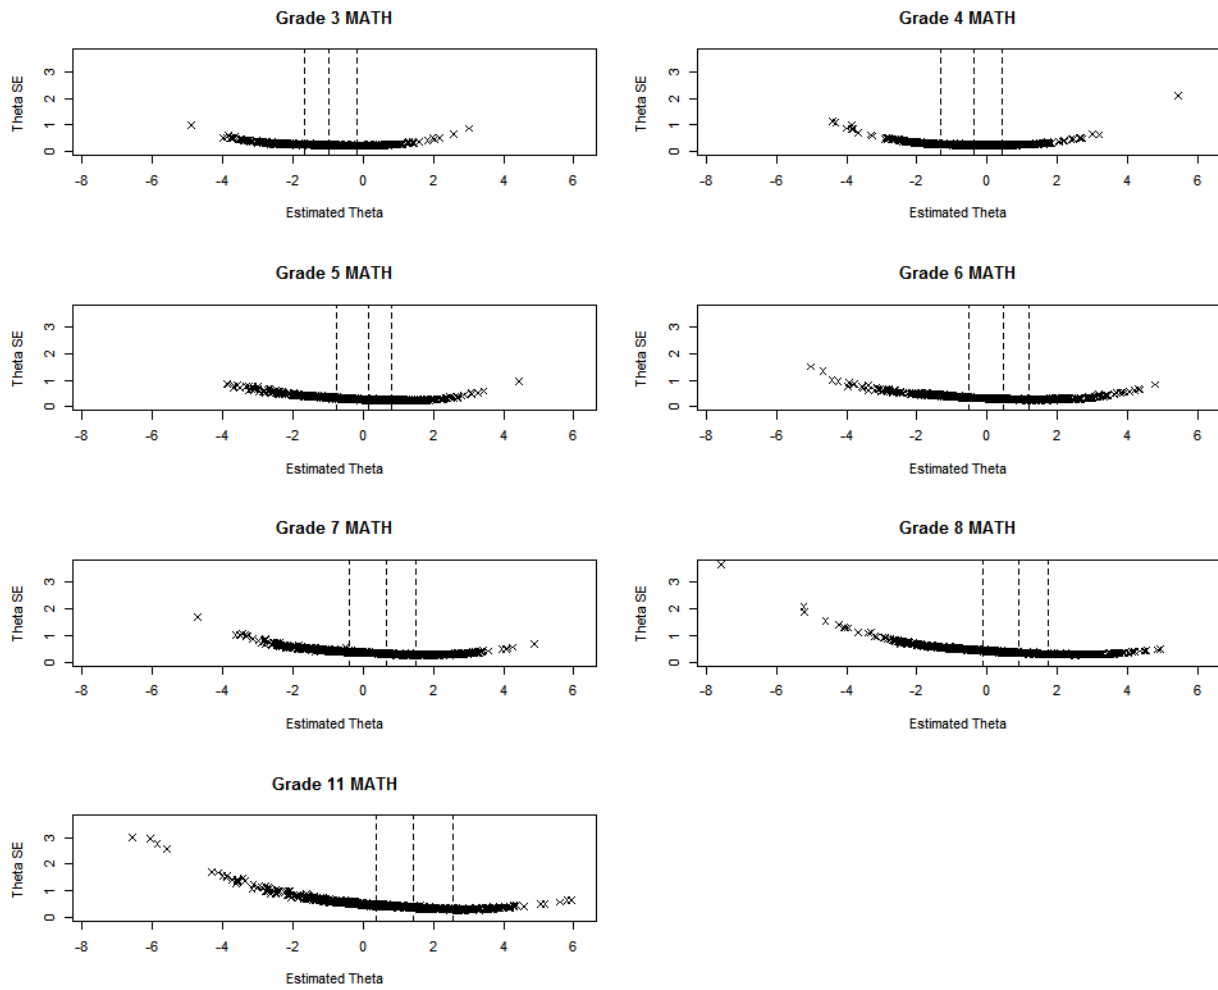 Grade 3 MATH
Theta SE
0 1 2 3
-8 -6 -4 -2 0 2 4 6
Estimated Theta
Grade 4 MATH
Theta SE
0 1 2 3
-8 -6 -4 -2 0 2 4 6
Estimated Theta
Grade 5 MATH
Theta SE
0 1 2 3
-8 -6 -4 -2 0 2 4 6
Estimated Theta
Grade 6 MATH
Theta SE
0 1 2 3
-8 -6 -4 -2 0 2 4 6
Estimated Theta
Grade 7 MATH
Theta SE
0 1 2 3
-8 -6 -4 -2 0 2 4 6
Estimated Theta
Grade 8 MATH
Theta SE
0 1 2 3
-8 -6 -4 -2 0 2 4 6
Estimated Theta
Grade 11 MATH
Theta SE
0 1 2 3
-8 -6 -4 -2 0 2 4 6
Estimated Theta